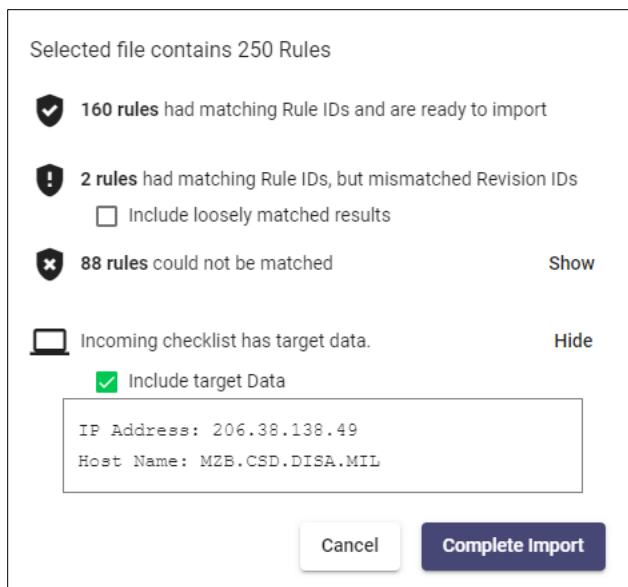 Selected file contains 250 Rules
160 rules had matching Rule IDs and are ready to import
2 rules had matching Rule IDs, but mismatched Revision IDs
Include loosely matched results
88 rules could not be matched Show
Incoming checklist has target data. Hide
Include target Data
IP Address: 206.38.138.49
Host Name: MZB.CSD.DISA.MIL
Cancel Complete Import